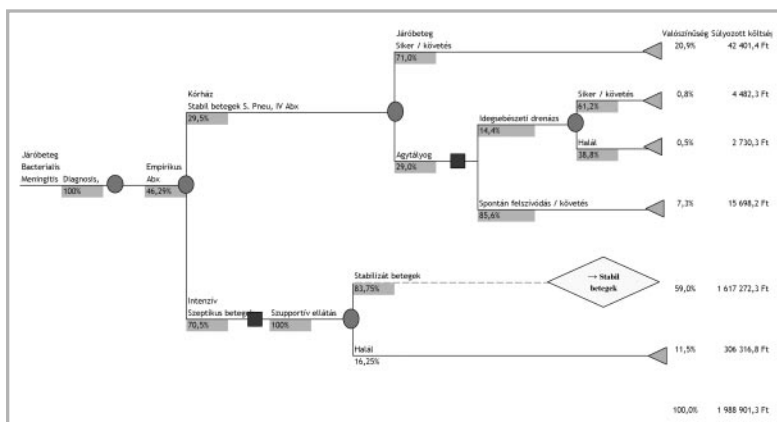 Járóbeteg
Siker / követés
71,0%
Valószínűség Súlyozott költség
20,9% 42 401,4 Ft
Kórház
Stabil betegek S. Pneu, IV Abx
29,5%
Siker / követés
61,2%
0,8% 4 482,3 Ft
Idegsebészeti drenázs
14,4%
Halál
38,8%
0,5% 2 730,3 Ft
Agytályog
29,0%
Járóbeteg
Bacterialis
Meningitis Diagnosis,
100%
Empírikus
Abx
46,29%
Spontán felszívódás / követés
85,6%
7,3% 15 698,2 Ft
Stabilizát betegek
83,75%
→ Stabil
betegek
59,0% 1 617 272,3 Ft
Intenzív
Szeptikus betegek
70,5%
Szupportív ellátás
100%
Halál
16,25%
11,5% 306 316,8 Ft
100,0% 1 988 901,3 Ft